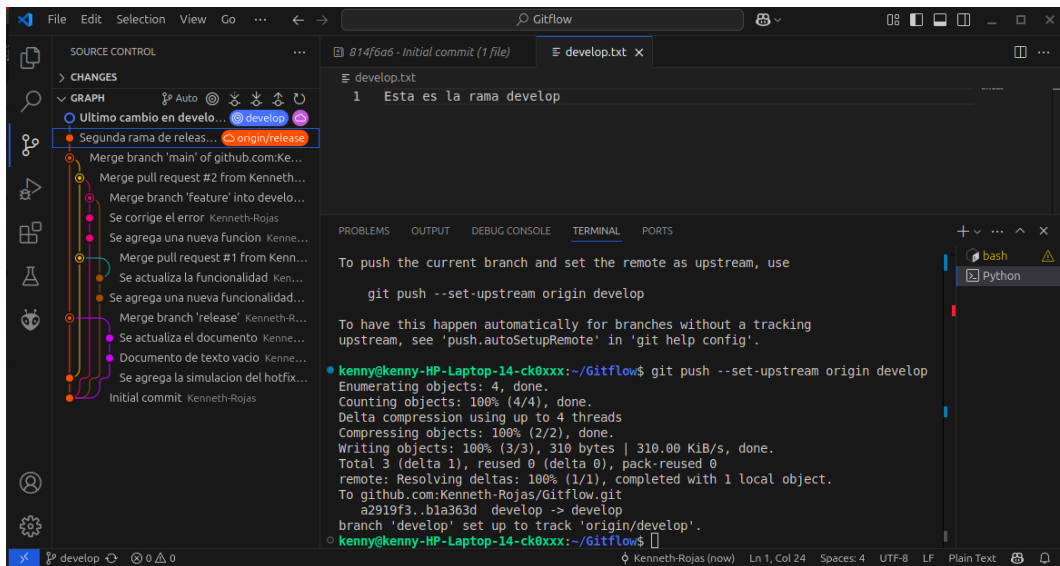 File Edit Selection View Go ··· ← → Gitflow
SOURCE CONTROL ···
CHANGES
GRAPH Auto
Ultimo cambio en develo... develop
Segunda rama de releas... origin/release
Merge branch 'main' of github.com:Ke...
Merge pull request #2 from Kenneth...
Merge branch 'feature' into develo...
Se corrige el error Kenneth-Rojas
Se agrega una nueva funcion Kenne...
Merge pull request #1 from Kenn...
Se actualiza la funcionalidad Ken...
Se agrega una nueva funcionalidad...
Merge branch 'release' Kenneth-R...
Se actualiza el documento Kenne...
Documento de texto vacio Kenne...
Se agrega la simulacion del hotfix...
Initial commit Kenneth-Rojas
814f6a6 - Initial commit (1 file) develop.txt ×
develop.txt
1 Esta es la rama develop
PROBLEMS OUTPUT DEBUG CONSOLE TERMINAL PORTS
bash
Python
To push the current branch and set the remote as upstream, use
git push --set-upstream origin develop
To have this happen automatically for branches without a tracking
upstream, see 'push.autoSetupRemote' in 'git help config'.
kenny@kenny-HP-Laptop-14-ck0xxx:~/Gitflow$ git push --set-upstream origin develop
Enumerating objects: 4, done.
Counting objects: 100% (4/4), done.
Delta compression using up to 4 threads
Compressing objects: 100% (2/2), done.
Writing objects: 100% (3/3), 310 bytes | 310.00 KiB/s, done.
Total 3 (delta 1), reused 0 (delta 0), pack-reused 0
remote: Resolving deltas: 100% (1/1), completed with 1 local object.
To github.com:Kenneth-Rojas/Gitflow.git
a2919f3..b1a363d develop -> develop
branch 'develop' set up to track 'origin/develop'.
kenny@kenny-HP-Laptop-14-ck0xxx:~/Gitflow$
develop 0 0 Kenneth-Rojas (now) Ln 1, Col 24 Spaces: 4 UTF-8 LF Plain Text